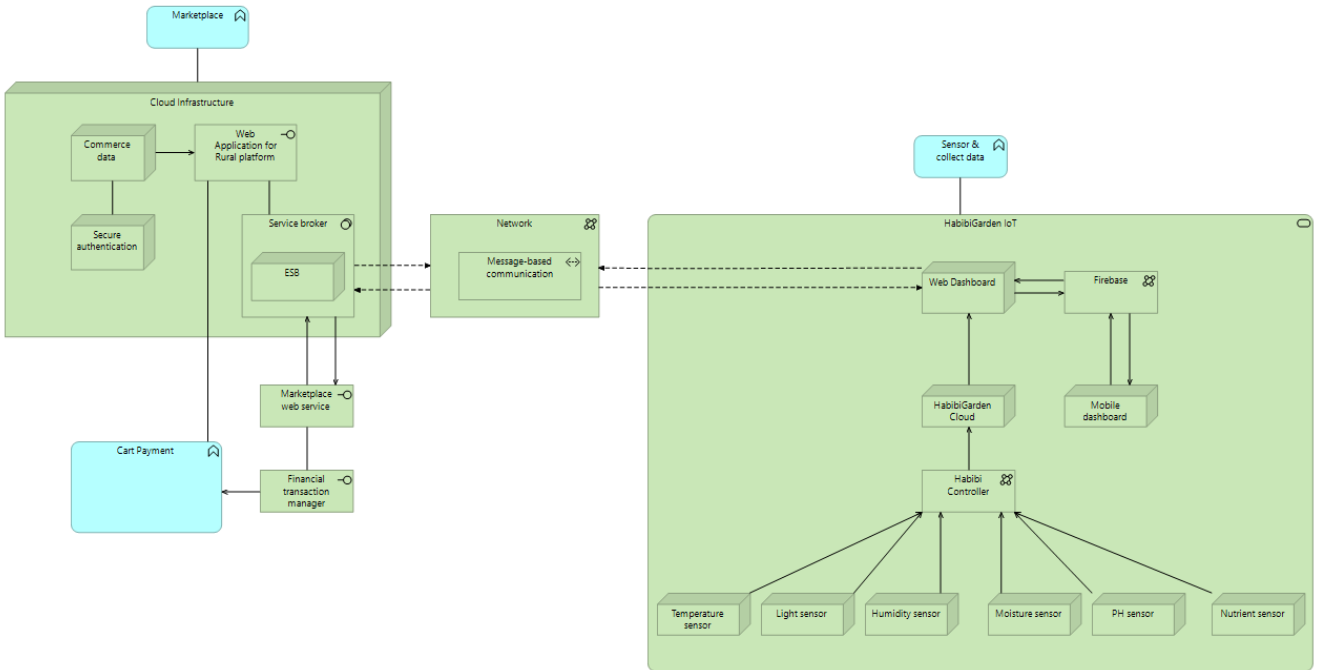 Marketplace
Cloud Infrastructure
Commerce
data
Web
Application for
Rural platform
Secure
authentication
Service broker
ESB
Network
Message-based
communication
Sensor &
collect data
HabibiGarden IoT
Web Dashboard
Firebase
Marketplace
web service
HabibiGarden
Cloud
Mobile
dashboard
Cart Payment
Financial
transaction
manager
Habibi
Controller
Temperature
sensor
Light sensor
Humidity sensor
Moisture sensor
PH sensor
Nutrient sensor